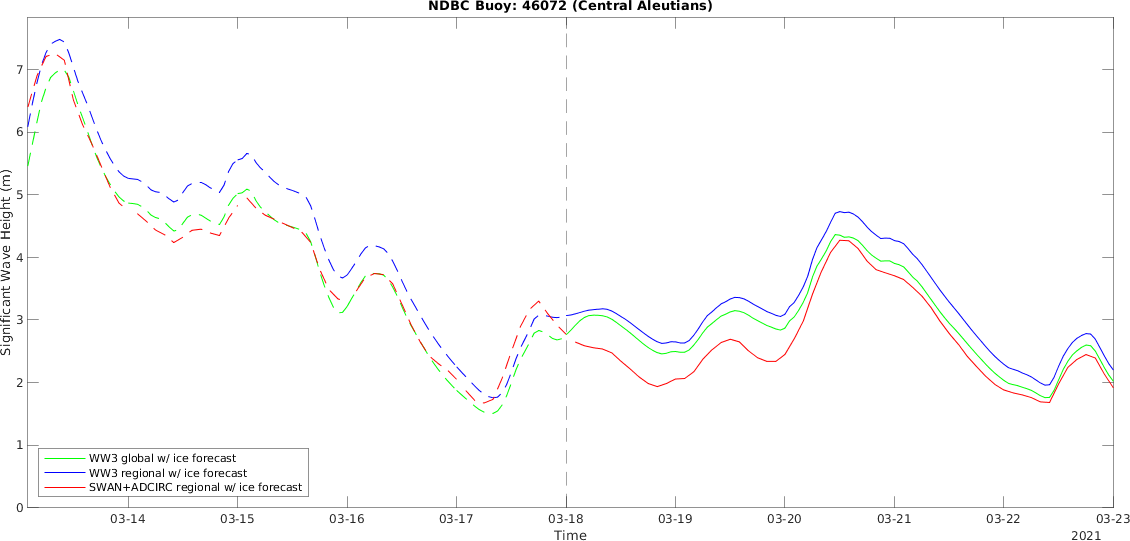 NDBC Buoy: 46072 (Central Aleutians)
Significant Wave Height (m)
7
6
5
4
3
2
1
0
WW3 global w/ ice forecast
WW3 regional w/ ice forecast
SWAN+ADCIRC regional w/ ice forecast
03-14 03-15 03-16 03-17 03-18 03-19 03-20 03-21 03-22 03-23
Time
2021